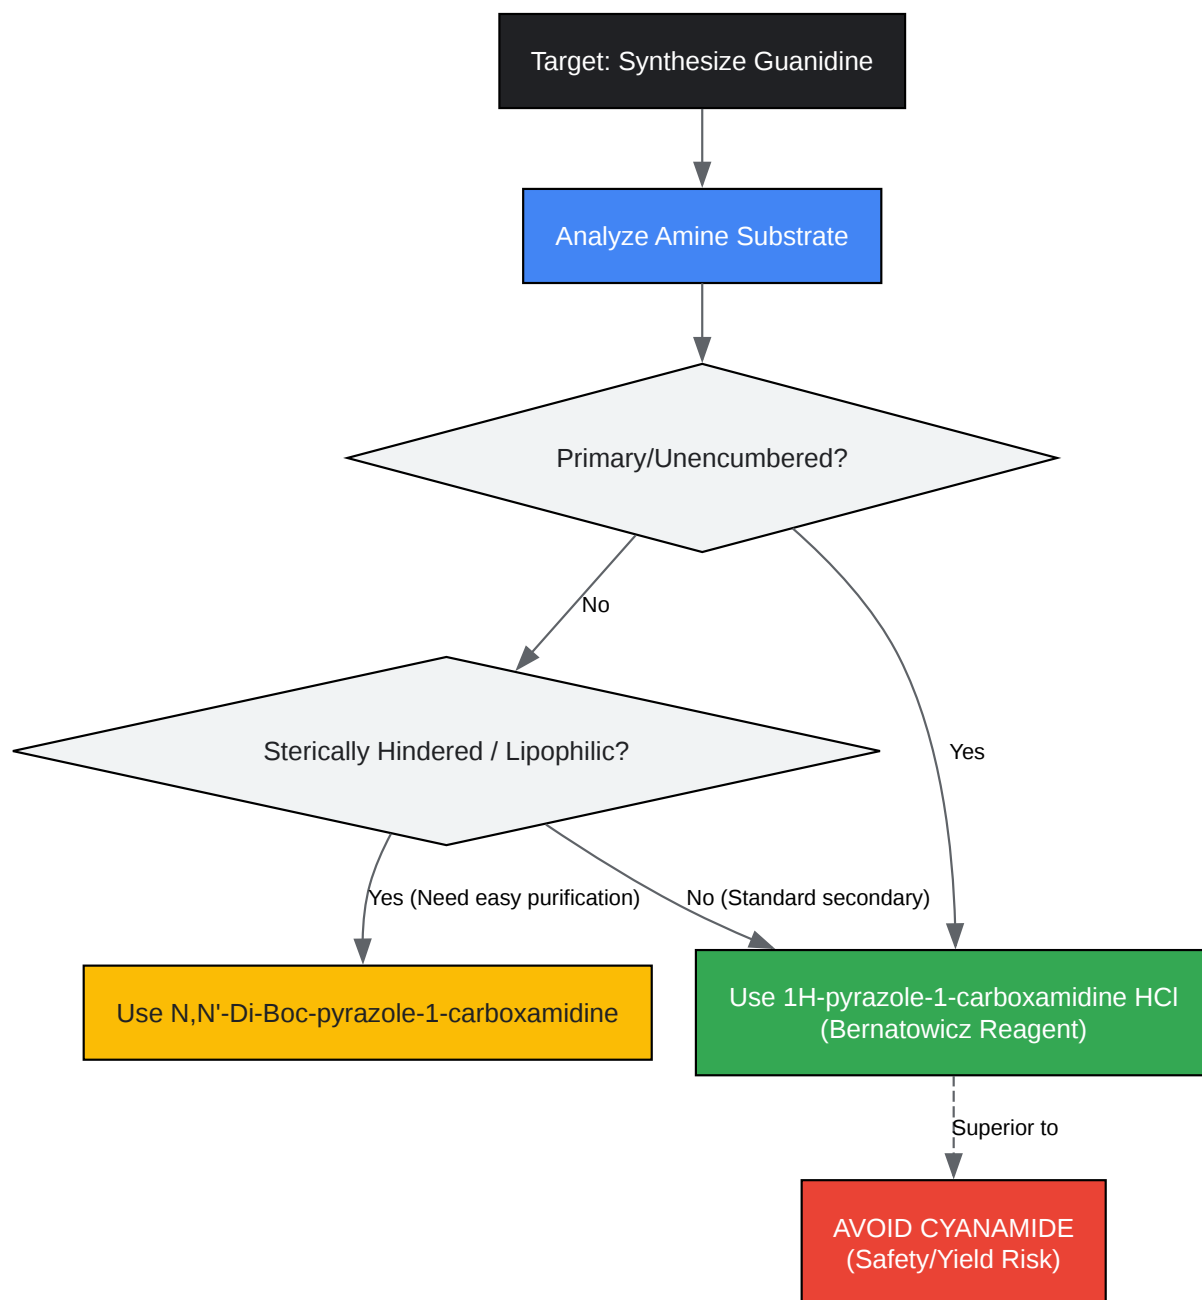 Target: Synthesize Guanidine
Analyze Amine Substrate
Primary/Unencumbered?
No
Sterically Hindered / Lipophilic?
Yes
Yes (Need easy purification)
No (Standard secondary)
Use N,N'-Di-Boc-pyrazole-1-carboxamidine
Use 1H-pyrazole-1-carboxamidine HCl
(Bernatowicz Reagent)
Superior to
AVOID CYANAMIDE
(Safety/Yield Risk)